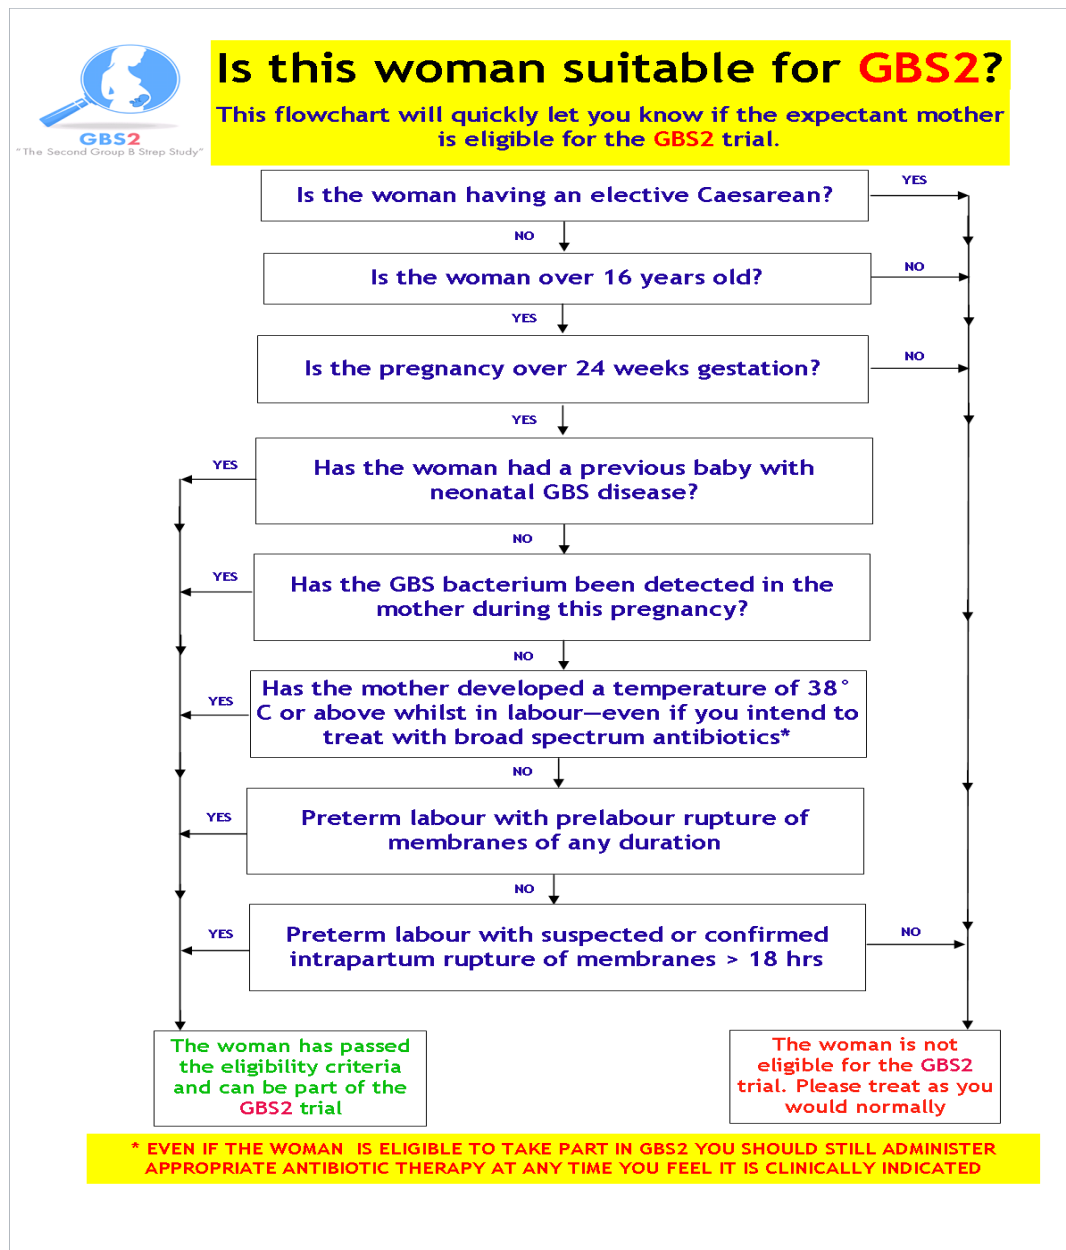 Is this woman suitable for GBS2?
This flowchart will quickly let you know if the expectant mother
is eligible for the GBS2 trial.
GBS2
"The Second Group B Strep Study"
Is the woman having an elective Caesarean?
YES
NO
Is the woman over 16 years old?
NO
YES
Is the pregnancy over 24 weeks gestation?
NO
YES
Has the woman had a previous baby with
neonatal GBS disease?
YES
NO
Has the GBS bacterium been detected in the
mother during this pregnancy?
YES
NO
Has the mother developed a temperature of 38°
C or above whilst in labour—even if you intend to
treat with broad spectrum antibiotics*
YES
NO
Preterm labour with prelabour rupture of
membranes of any duration
YES
NO
Preterm labour with suspected or confirmed
intrapartum rupture of membranes > 18 hrs
YES
NO
The woman has passed
the eligibility criteria
and can be part of the
GBS2 trial
The woman is not
eligible for the GBS2
trial. Please treat as you
would normally
* EVEN IF THE WOMAN IS ELIGIBLE TO TAKE PART IN GBS2 YOU SHOULD STILL ADMINISTER
APPROPRIATE ANTIBIOTIC THERAPY AT ANY TIME YOU FEEL IT IS CLINICALLY INDICATED